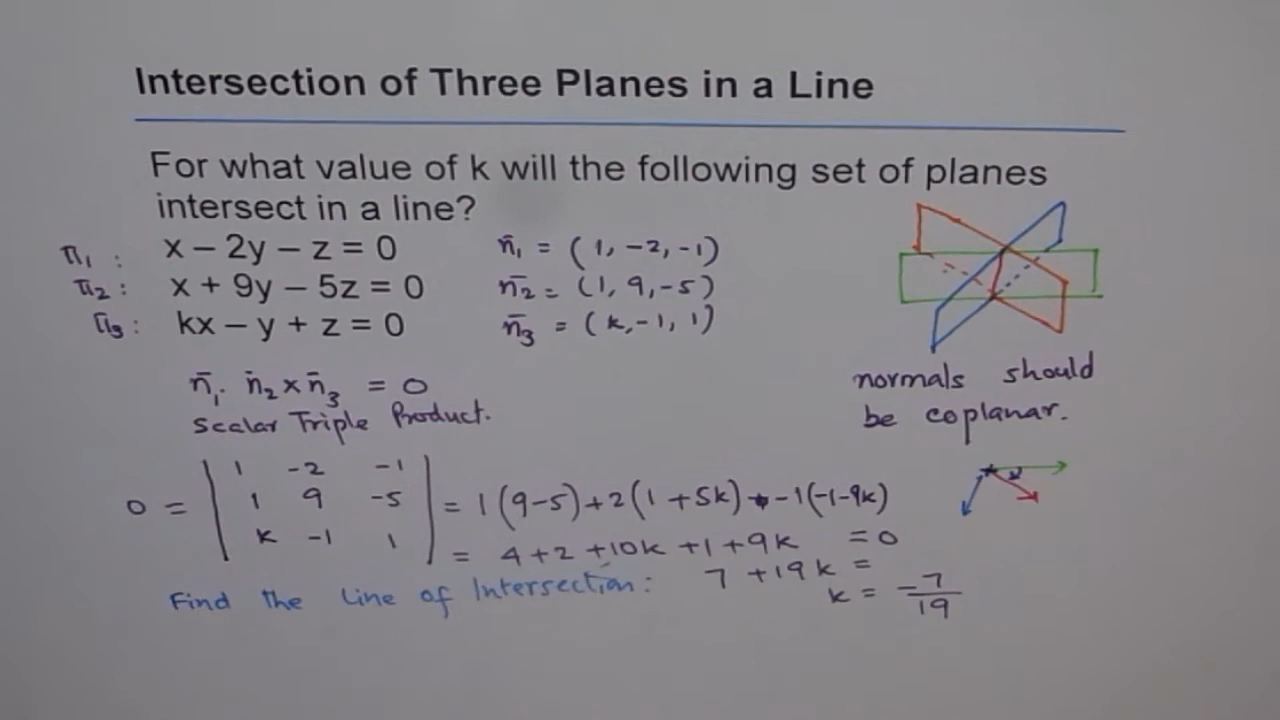 Intersection of Three Planes in a Line
For what value of k will the following set of planes
intersect in a line?
π₁ : x – 2y – z = 0 n̄₁ = (1, -2, -1)
π₂ : x + 9y – 5z = 0 n̄₂ = (1, 9, -5)
π₃ : kx – y + z = 0 n̄₃ = (k, -1, 1)
normals should
be coplanar.
n̄₁ · n̄₂ × n̄₃ = 0
Scalar Triple Product.
0 = | 1 -2 -1 |
| 1 9 -5 | = 1(9-5)+2(1+5k) -1(-1-9k)
| k -1 1 | = 4+2+10k+1+9k = 0
7 +19k =
k = -7/19
Find the Line of Intersection: